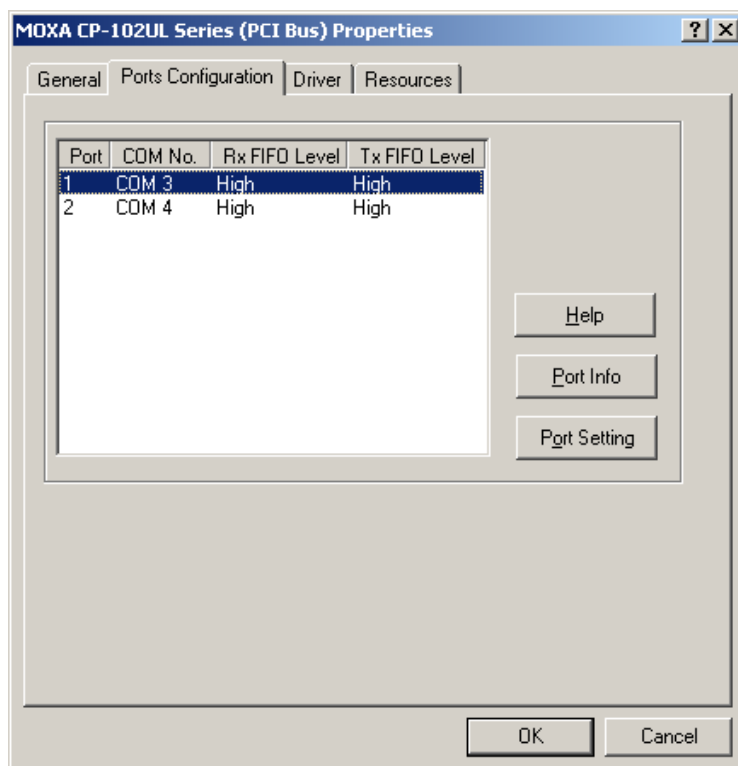 MOXA CP-102UL Series (PCI Bus) Properties
General Ports Configuration Driver Resources
Port COM No. Rx FIFO Level Tx FIFO Level
1 COM 3 High High
2 COM 4 High High
Help
Port Info
Port Setting
OK Cancel